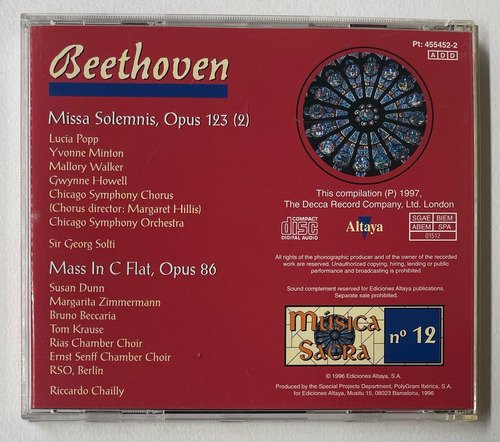 Beethoven
Pt: 455452-2
ADD
Missa Solemnis, Opus 123 (2)
Lucia Popp
Yvonne Minton
Mallory Walker
Gwynne Howell
Chicago Symphony Chorus
(Chorus director: Margaret Hillis)
Chicago Symphony Orchestra
Sir Georg Solti
Mass In C Flat, Opus 86
Susan Dunn
Margarita Zimmermann
Bruno Beccaria
Tom Krause
Rias Chamber Choir
Ernst Senff Chamber Choir
RSO, Berlín
Riccardo Chailly
This compilation (P) 1997,
The Decca Record Company, Ltd. London
COMPACT
disc
DIGITAL AUDIO
Altaya
SGAE BIEM
ABEM SPA
01512
All rights of the phonographic producer and of the owner of the recorded
work are reserved. Unauthorized copying, hiring, lending or public
performance and broadcasting is prohibited
Sound complement reserved for Ediciones Altaya publications.
Separate sale prohibited.
Música
Sacra
nº 12
© 1996 Ediciones Altaya, S.A.
Produced by the Special Projects Department, PolyGram Ibérica, S.A.
for Ediciones Altaya, Musitu 15, 08023 Barcelona, 1996